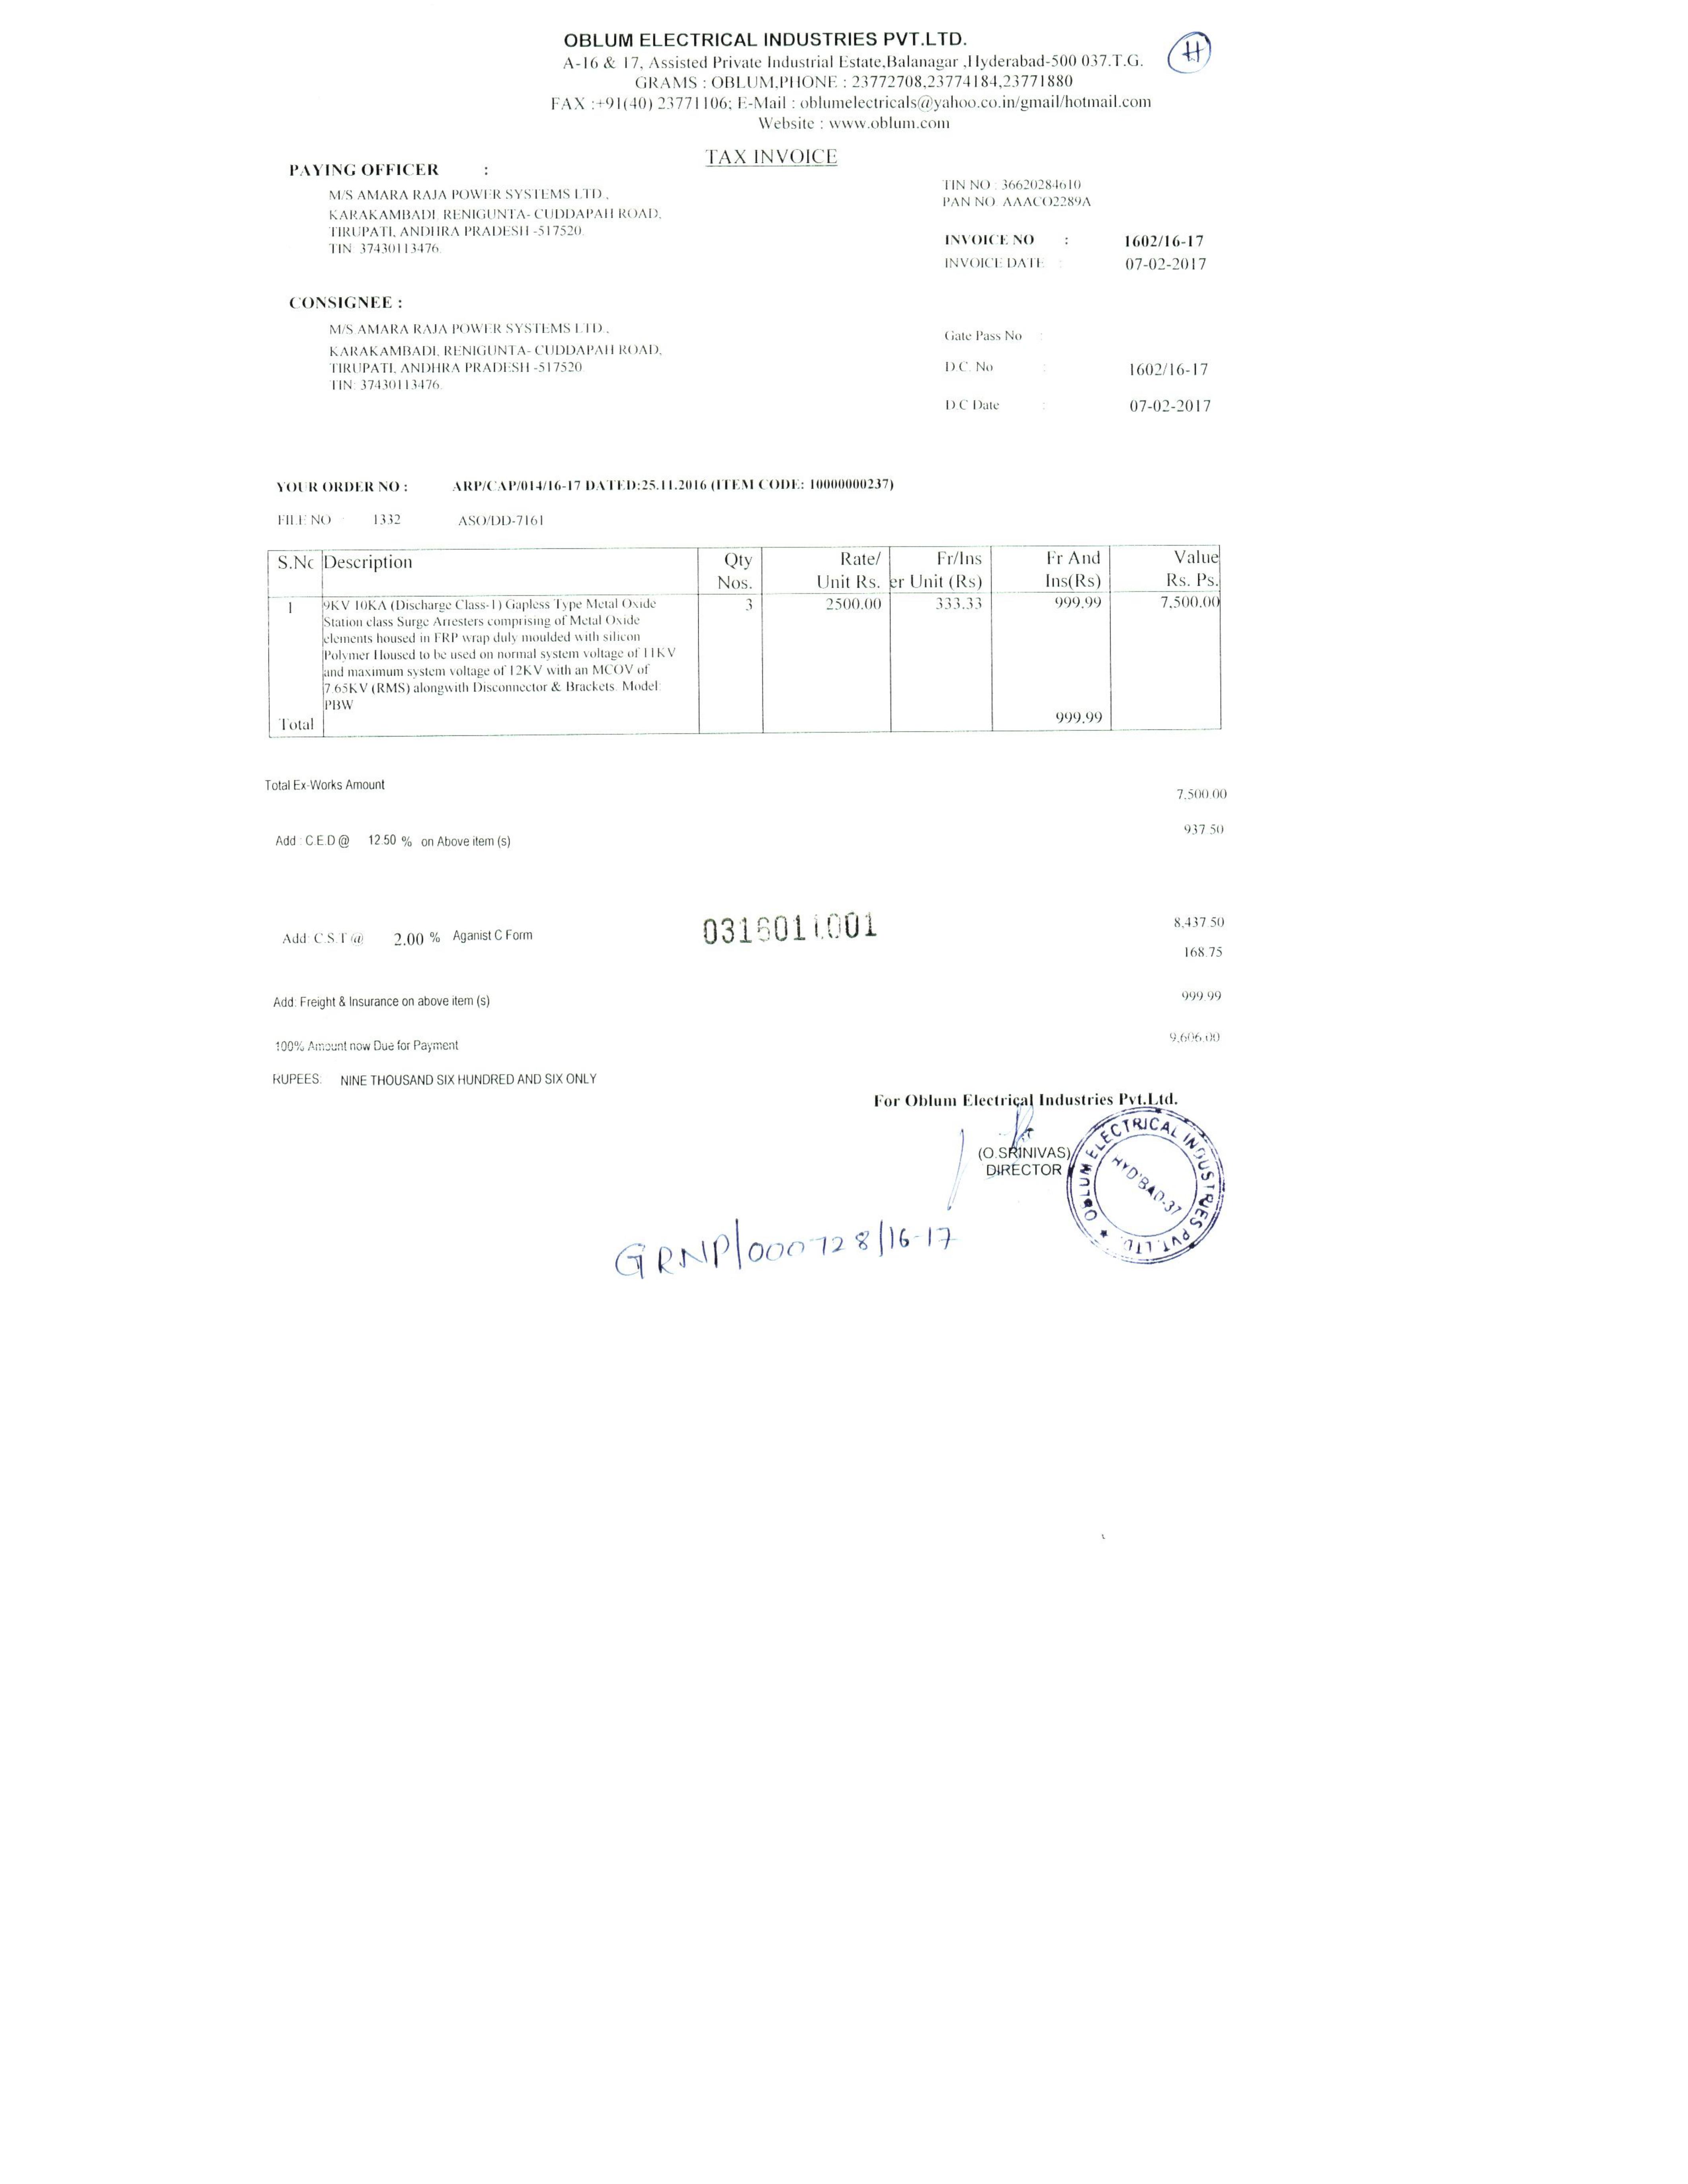 OBLUM ELECTRICAL INDUSTRIES PVT.LTD.
H
A-16 & 17, Assisted Private Industrial Estate,Balanagar ,Hyderabad-500 037.T.G.
GRAMS : OBLUM,PHONE : 23772708,23774184,23771880
FAX :+91(40) 23771106; E-Mail : oblumelectricals@yahoo.co.in/gmail/hotmail.com
Website : www.oblum.com
TAX INVOICE
PAYING OFFICER :
M/S AMARA RAJA POWER SYSTEMS LTD.,
KARAKAMBADI, RENIGUNTA- CUDDAPAH ROAD,
TIRUPATI, ANDHRA PRADESH -517520.
TIN 37430113476.
TIN NO : 36620284610
PAN NO. AAACO2289A
INVOICE NO : 1602/16-17
INVOICE DATE : 07-02-2017
CONSIGNEE :
M/S AMARA RAJA POWER SYSTEMS LTD.,
KARAKAMBADI, RENIGUNTA- CUDDAPAH ROAD,
TIRUPATI, ANDHRA PRADESH -517520.
TIN: 37430113476.
Gate Pass No :
D.C. No : 1602/16-17
D.C Date : 07-02-2017
YOUR ORDER NO : ARP/CAP/014/16-17 DATED:25.11.2016 (ITEM CODE: 10000000237)
FILE NO : 1332 ASO/DD-7161
S.Nc Description Qty Rate/ Fr/Ins Fr And Value
Nos. Unit Rs. er Unit (Rs) Ins(Rs) Rs. Ps.
1 9KV 10KA (Discharge Class-1) Gapless Type Metal Oxide 3 2500.00 333.33 999.99 7,500.00
Station class Surge Arresters comprising of Metal Oxide
elements housed in FRP wrap duly moulded with silicon
Polymer Housed to be used on normal system voltage of 11KV
and maximum system voltage of 12KV with an MCOV of
7.65KV (RMS) alongwith Disconnector & Brackets. Model:
PBW
Total 999.99
Total Ex-Works Amount 7,500.00
Add : C.E.D @ 12.50 % on Above item (s) 937.50
8,437.50
Add: C.S.T @ 2.00 % Aganist C Form 168.75
0316011001
Add: Freight & Insurance on above item (s) 999.99
100% Amount now Due for Payment 9,606.00
RUPEES: NINE THOUSAND SIX HUNDRED AND SIX ONLY
For Oblum Electrical Industries Pvt.Ltd.
(O.SRINIVAS)
DIRECTOR
OBLUM ELECTRICAL INDUSTRIES PVT.LTD. ★
HYD'BAD-37
GRNP/000728/16-17